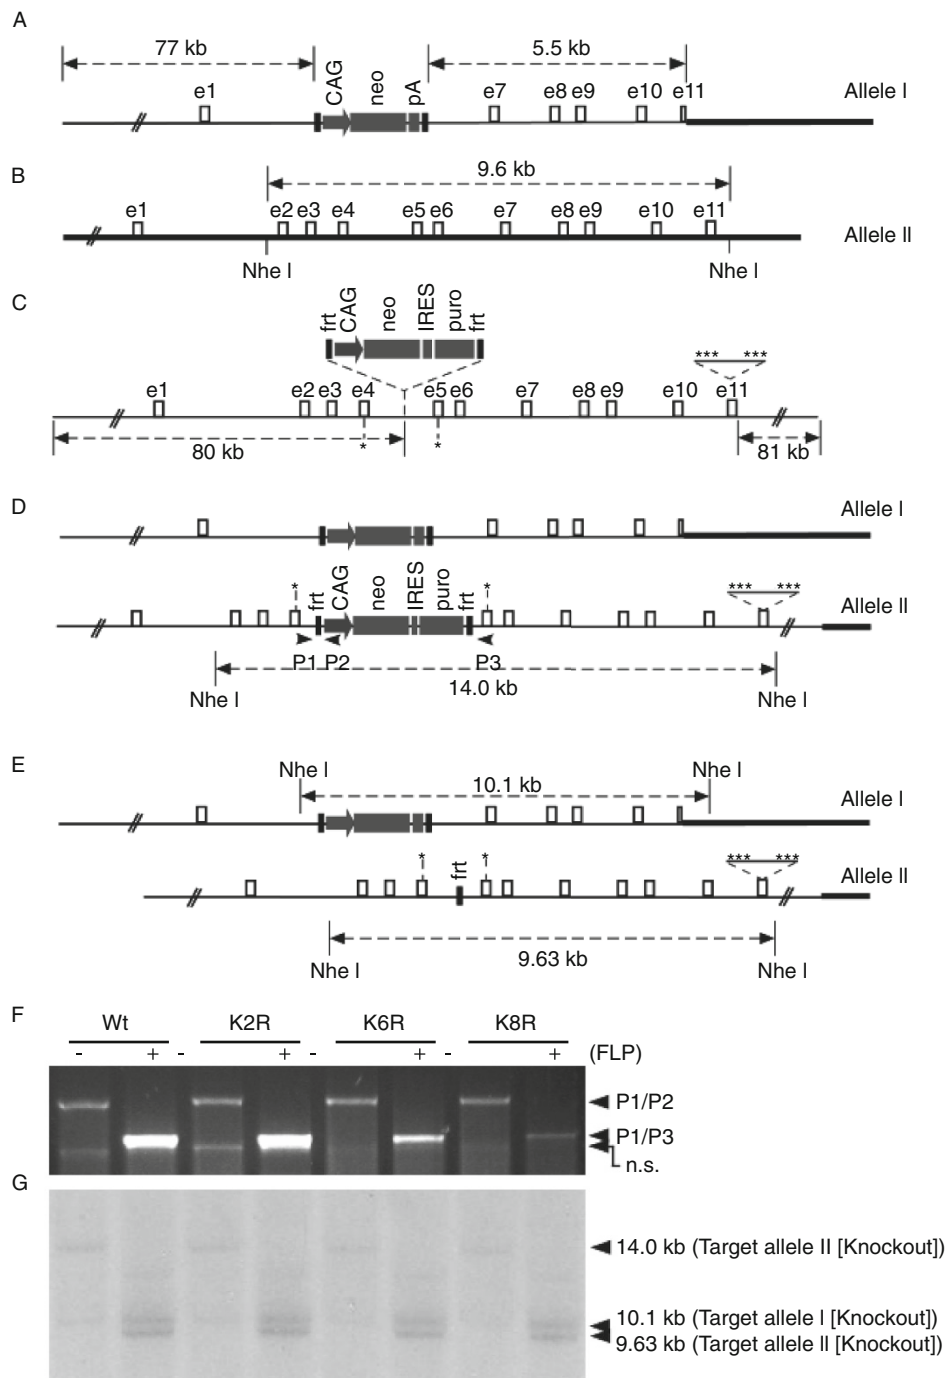 A
77 kb
5.5 kb
CAG
neo
pA
e1
e7
e8
e9
e10
e11
Allele I
B
9.6 kb
e1
e2
e3
e4
e5
e6
e7
e8
e9
e10
e11
Allele II
Nhe I
Nhe I
C
frt
CAG
neo
IRES
puro
frt
***
***
e1
e2
e3
e4
e5
e6
e7
e8
e9
e10
e11
*
*
80 kb
81 kb
D
Allele I
*
frt
CAG
neo
IRES
puro
frt
*
***
***
Allele II
P1
P2
P3
14.0 kb
Nhe I
Nhe I
E
Nhe I
10.1 kb
Nhe I
Allele I
*
frt
*
***
***
Allele II
9.63 kb
Nhe I
Nhe I
F
Wt
K2R
K6R
K8R
- + - + - + - + (FLP)
P1/P2
P1/P3
n.s.
G
14.0 kb (Target allele II [Knockout])
10.1 kb (Target allele I [Knockout])
9.63 kb (Target allele II [Knockout])